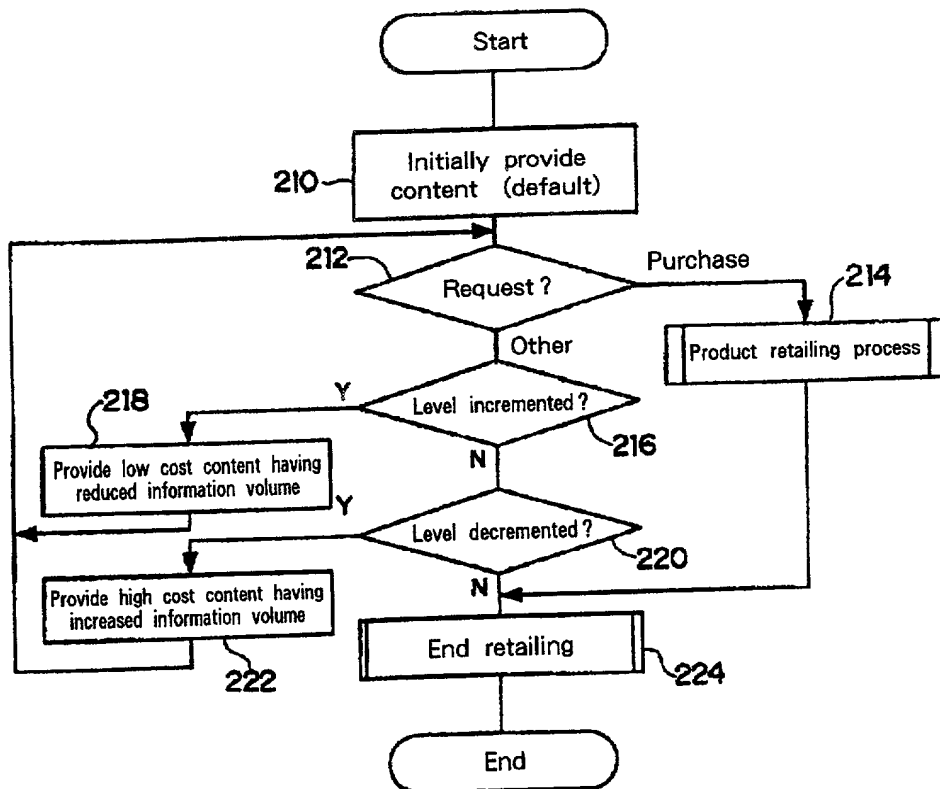 Start
Initially provide
content (default)
210
212
Request?
Purchase
214
Product retailing process
Other
Y
Level incremented?
216
218
Provide low cost content having
reduced information volume
N
Y
Level decremented?
220
Provide high cost content having
increased information volume
222
N
End retailing
224
End